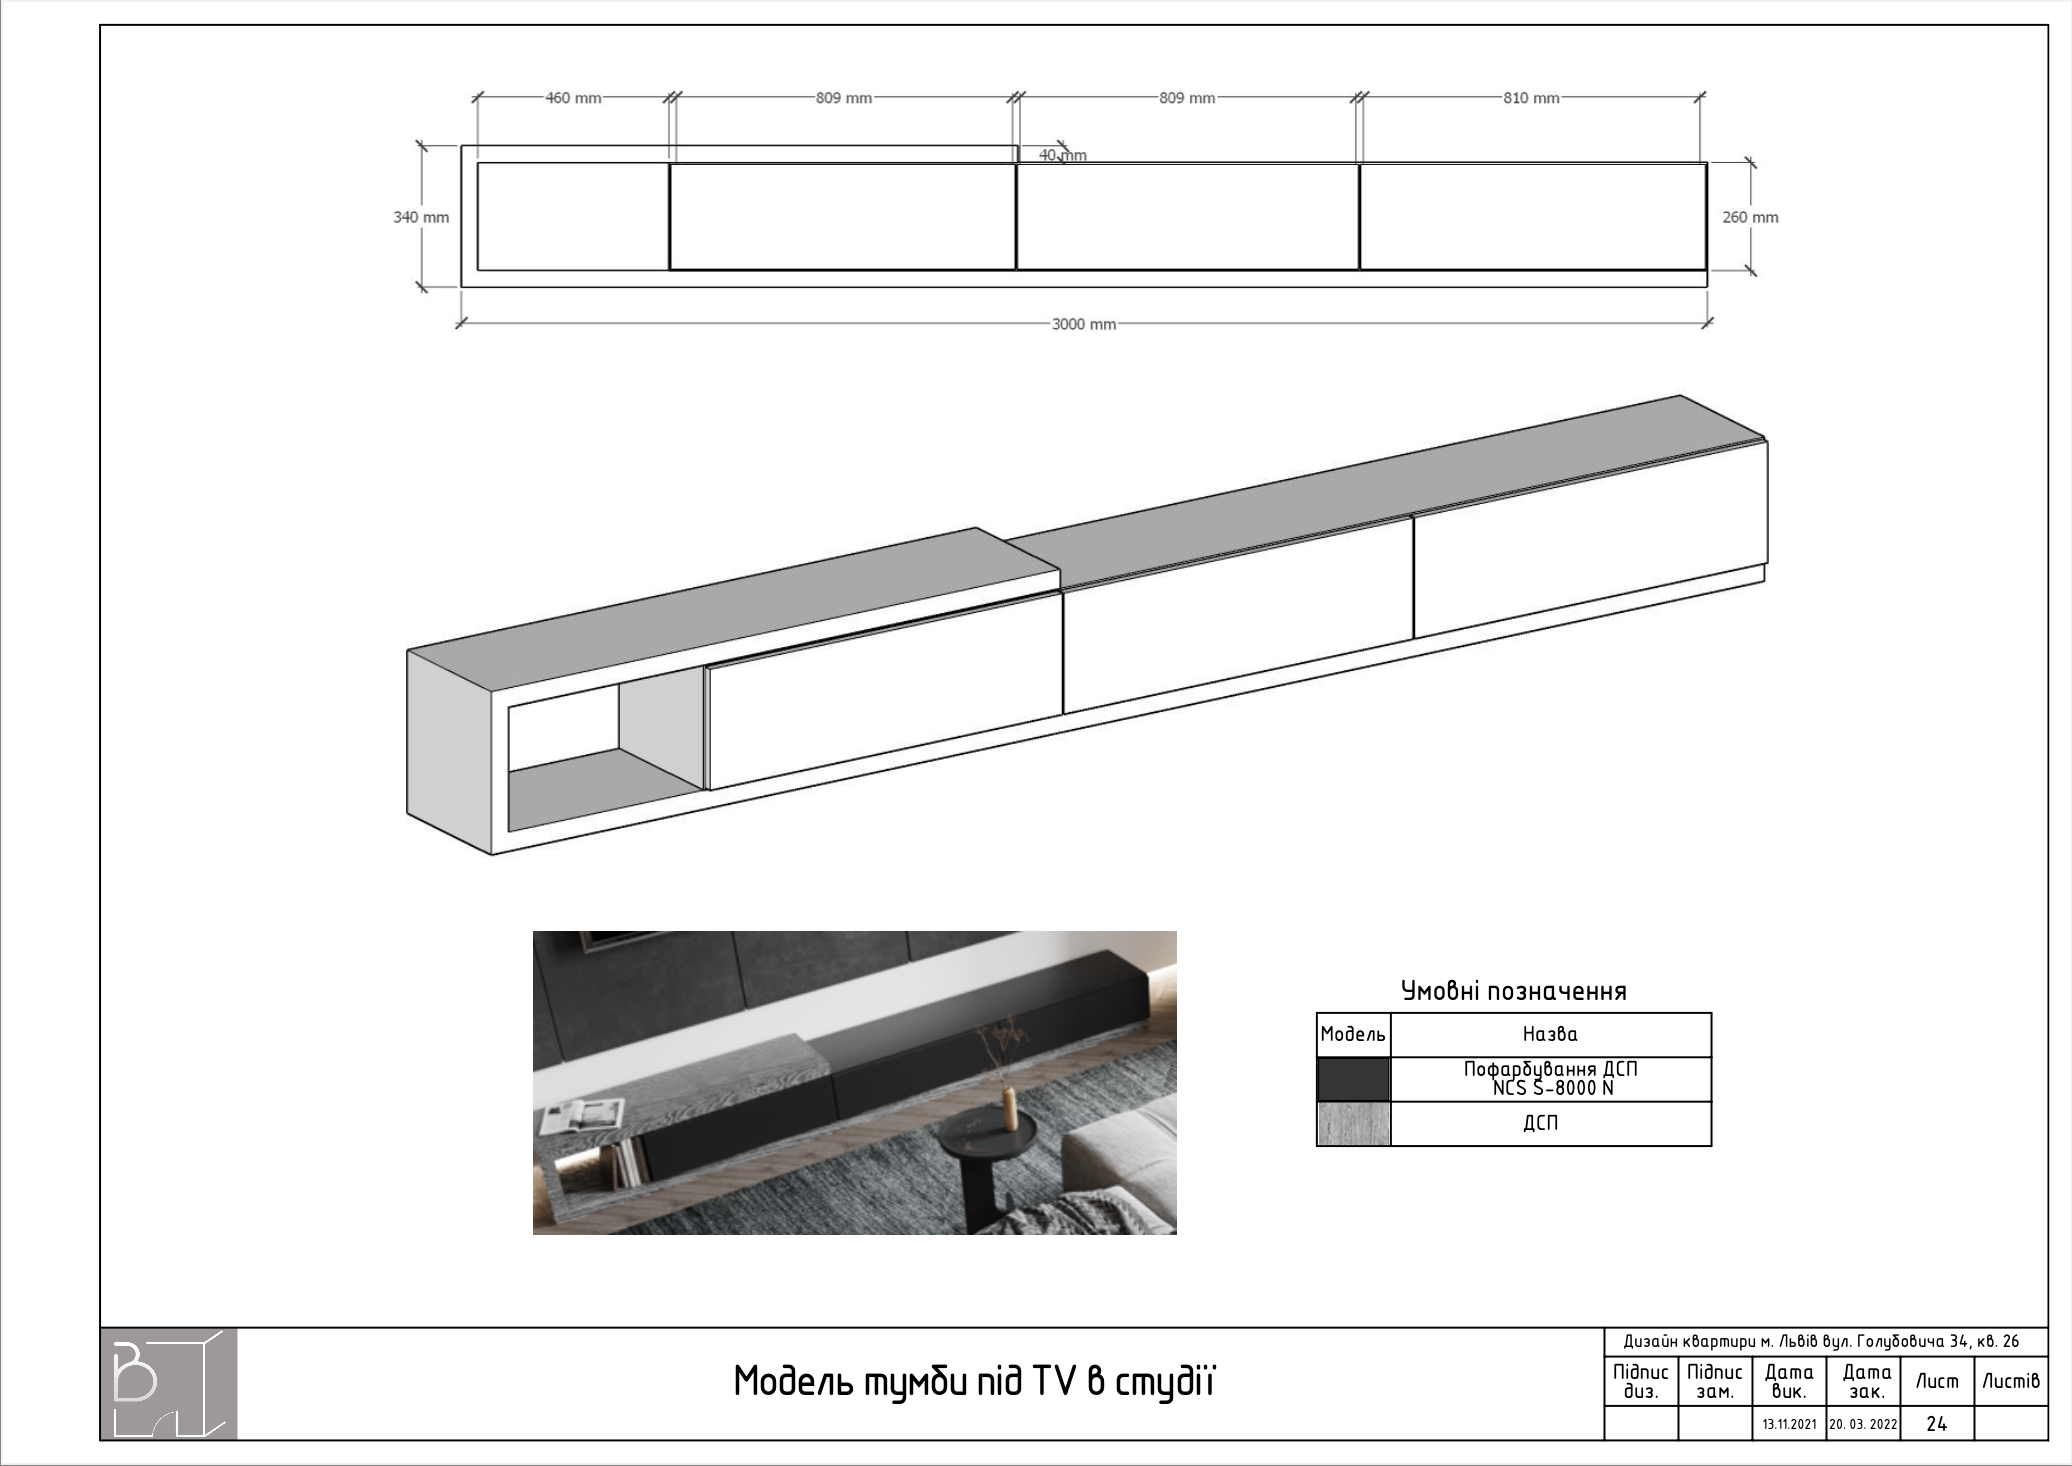 460 mm
809 mm
809 mm
810 mm
40 mm
340 mm
260 mm
3000 mm
Умовні позначення
Модель
Назва
Пофарбування ДСП
NCS S-8000 N
ДСП
B
Модель тумби під TV в студії
Дизайн квартири м. Львів вул. Голубовича 34, кв. 26
Підпис диз.
Підпис зам.
Дата вик.
Дата зак.
Лист
Листів
13.11.2021
20. 03. 2022
24